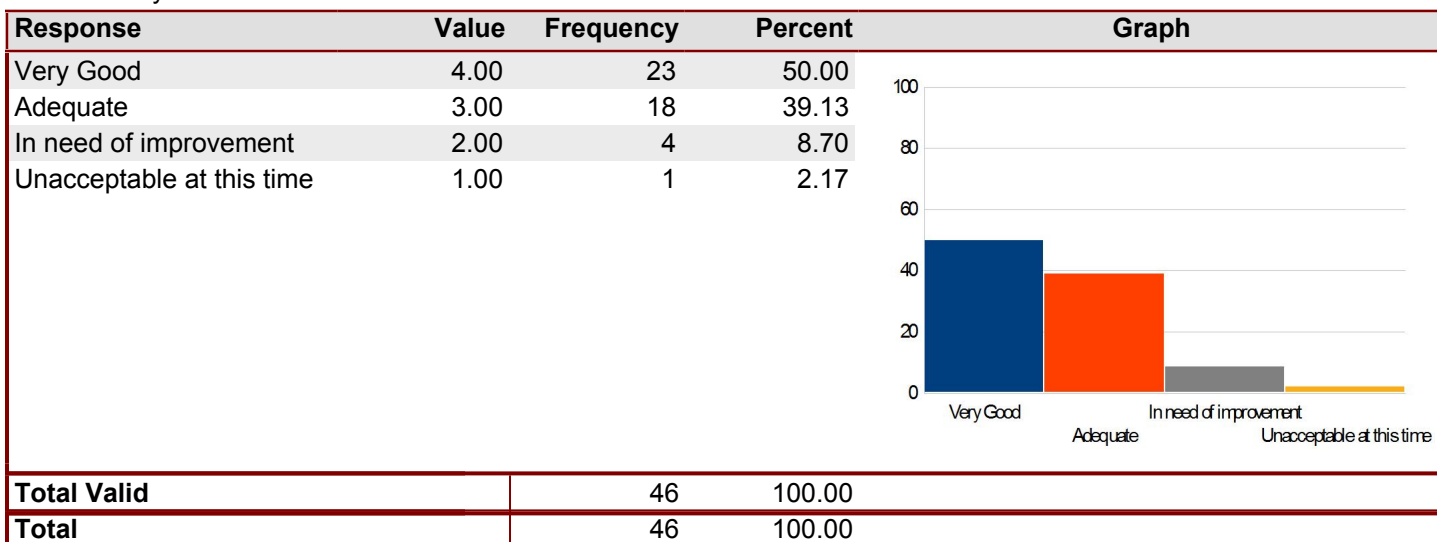 Response Value Frequency Percent Graph
Very Good 4.00 23 50.00
Adequate 3.00 18 39.13
In need of improvement 2.00 4 8.70
Unacceptable at this time 1.00 1 2.17
100
80
60
40
20
0
Very Good In need of improvement
Adequate Unacceptable at this time
Total Valid 46 100.00
Total 46 100.00